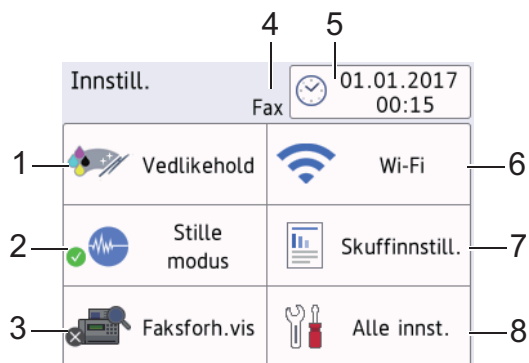 4 5
Innstill.
Fax
01.01.2017
00:15
1 Vedlikehold
Wi-Fi 6
2 Stille
modus
Skuffinnstill. 7
3 Faksforh.vis
Alle innst. 8